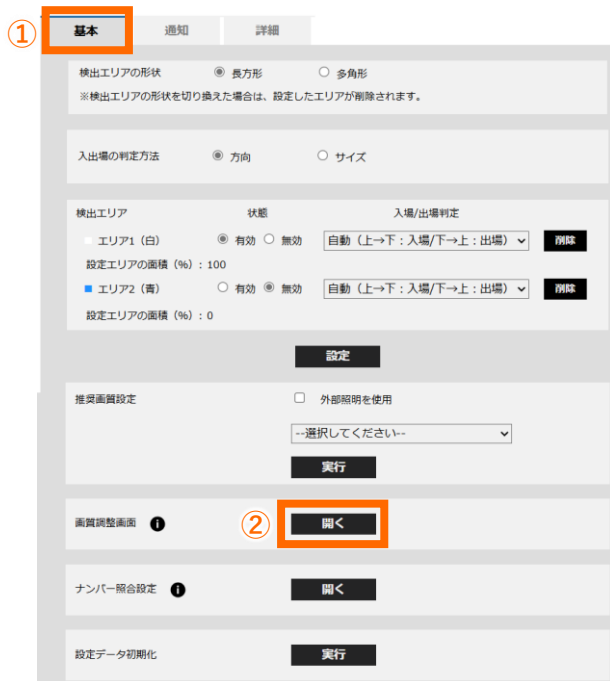 ① 基本 通知 詳細
検出エリアの形状 長方形 多角形
※検出エリアの形状を切り換えた場合は、設定したエリアが削除されます。
入出場の判定方法 方向 サイズ
検出エリア 状態 入場/出場判定
エリア1（白） 有効 無効 自動（上→下：入場/下→上：出場） 削除
設定エリアの面積（%）: 100
エリア2（青） 有効 無効 自動（上→下：入場/下→上：出場） 削除
設定エリアの面積（%）: 0
設定
推奨画質設定 外部照明を使用
--選択してください--
実行
画質調整画面 i ② 開く
ナンバー照合設定 i 開く
設定データ初期化 実行